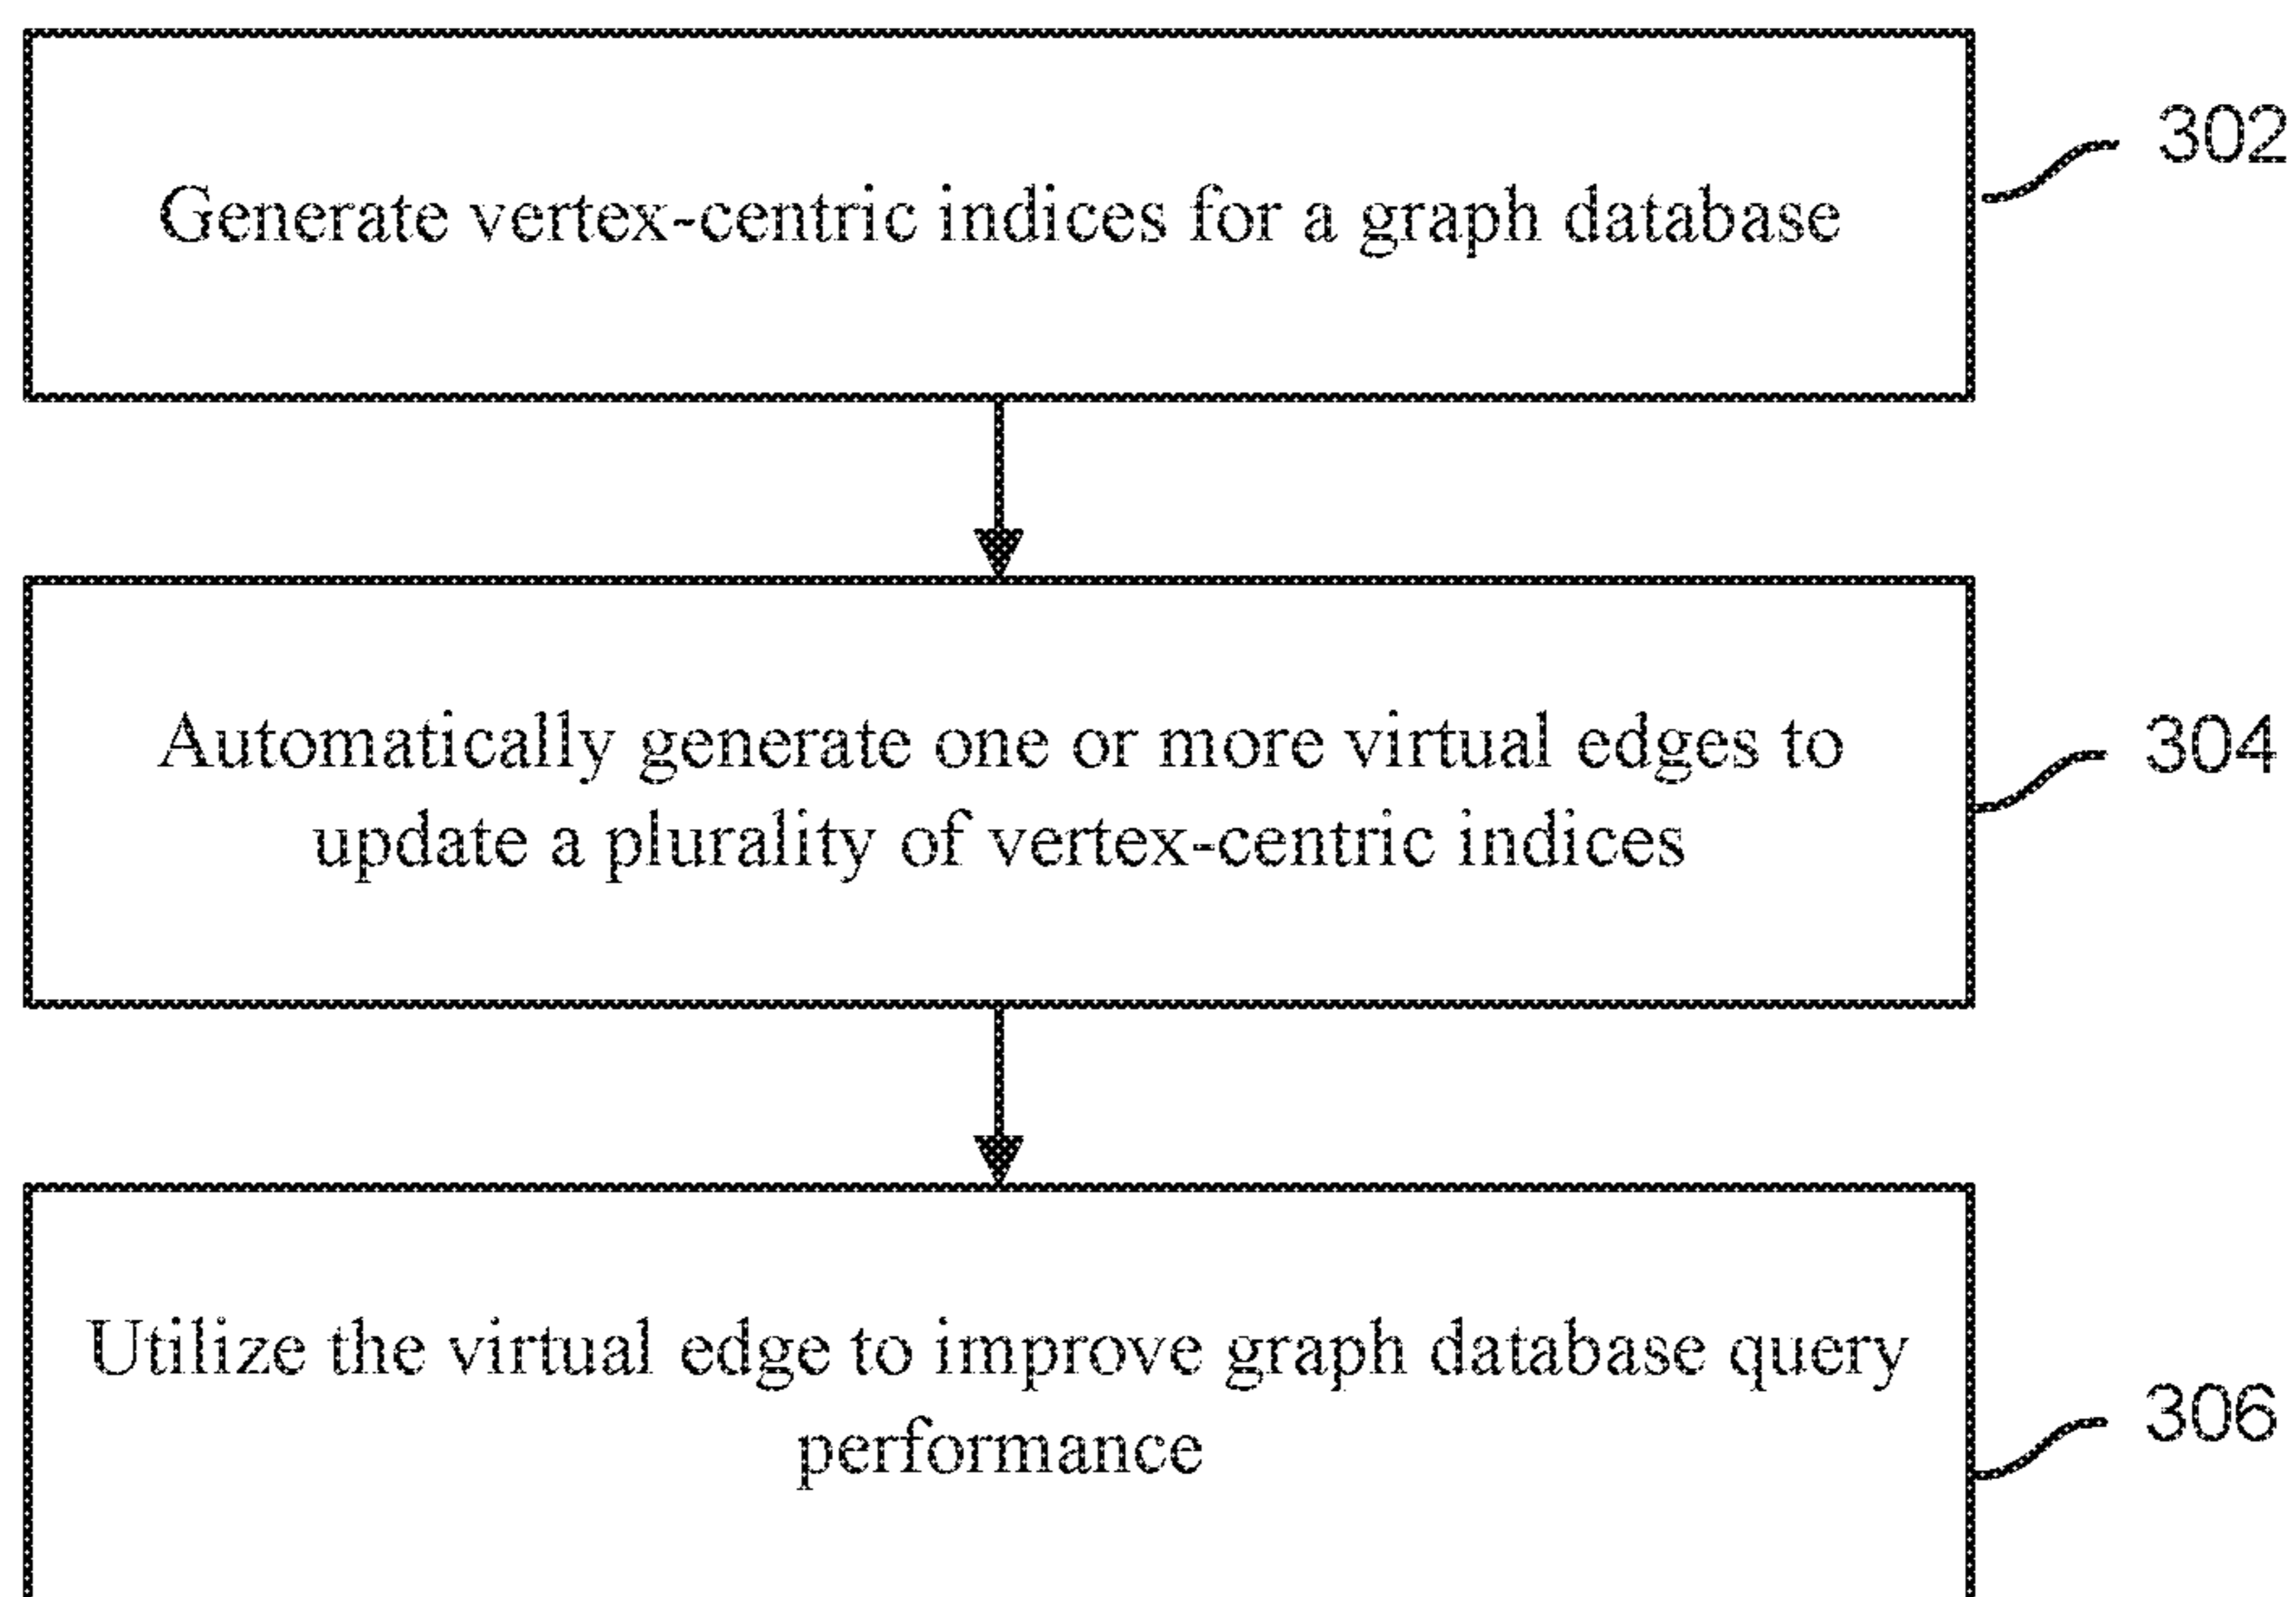 302
Generate vertex-centric indices for a graph database
Automatically generate one or more virtual edges to
update a plurality of vertex-centric indices
304
Utilize the virtual edge to improve graph database query
performance
306